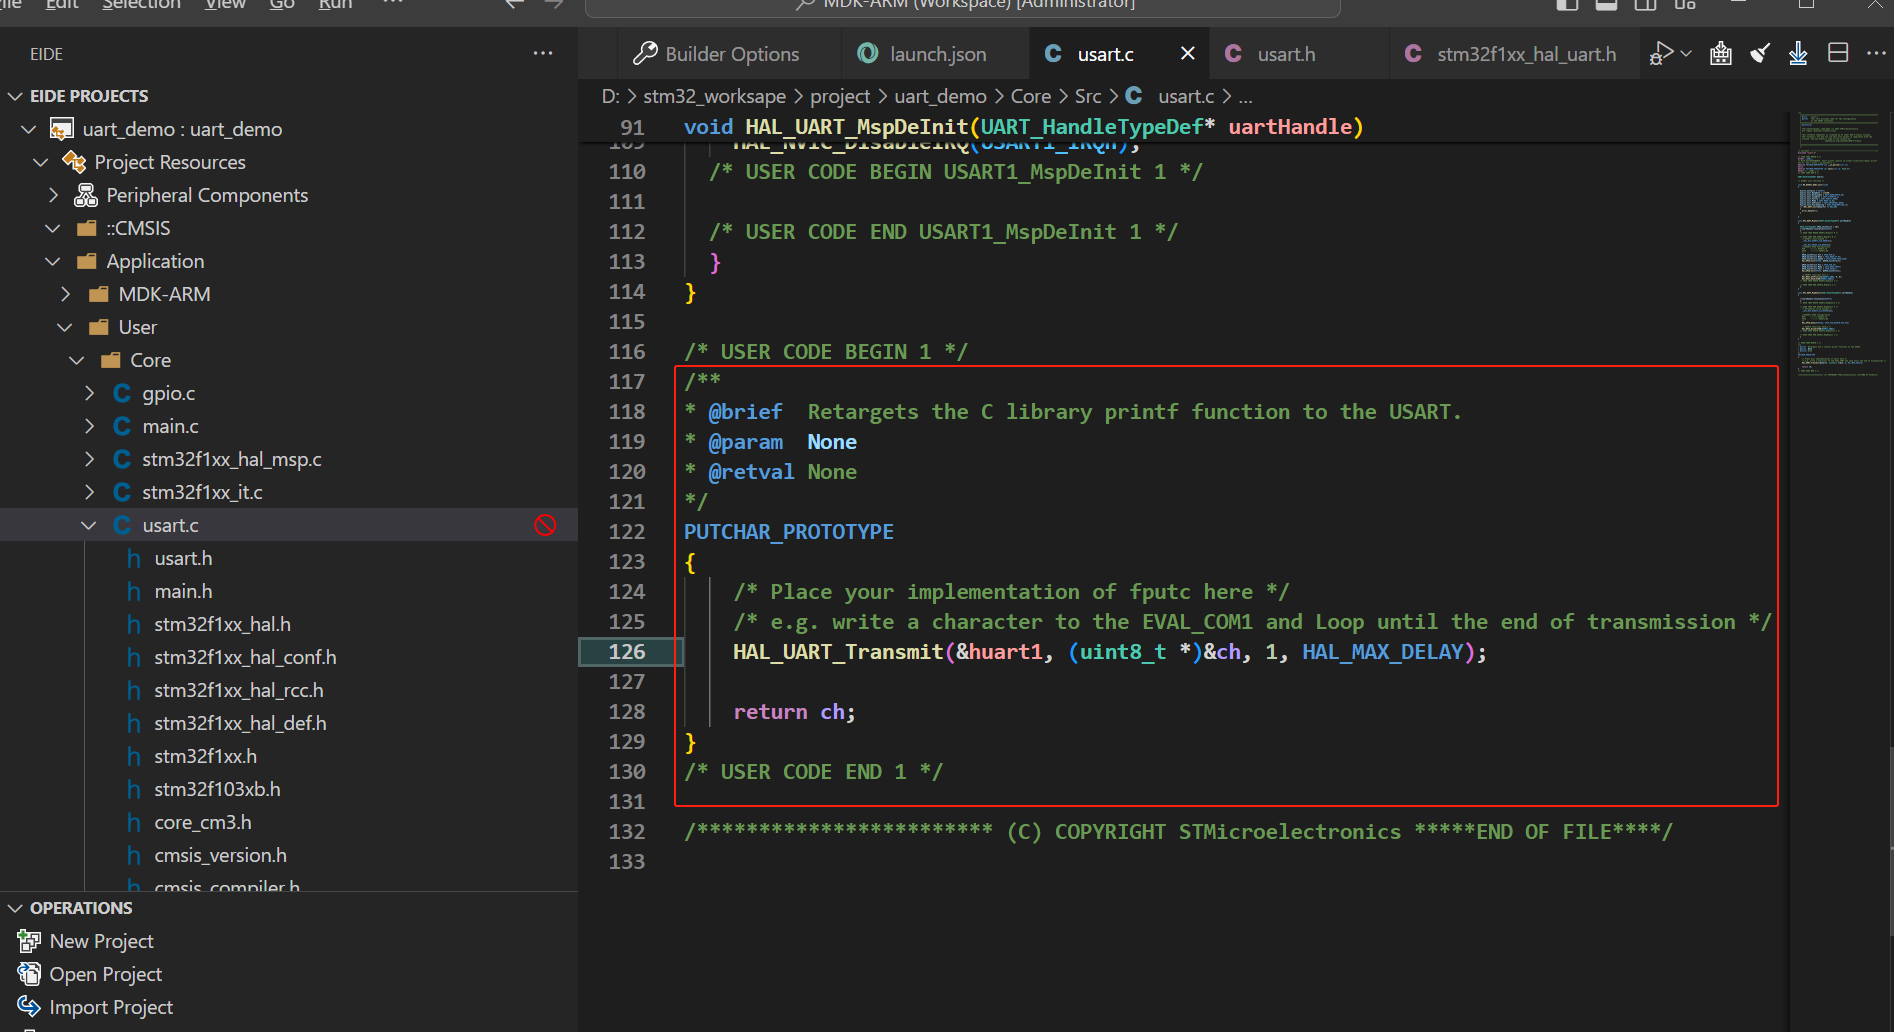 File Edit Selection View Go Run ···
MDK-ARM (Workspace) [Administrator]
EIDE
Builder Options
launch.json
usart.c
usart.h
stm32f1xx_hal_uart.h
D: > stm32_worksape > project > uart_demo > Core > Src > C usart.c > ...
EIDE PROJECTS
uart_demo : uart_demo
Project Resources
Peripheral Components
::CMSIS
Application
MDK-ARM
User
Core
gpio.c
main.c
stm32f1xx_hal_msp.c
stm32f1xx_it.c
usart.c
usart.h
main.h
stm32f1xx_hal.h
stm32f1xx_hal_conf.h
stm32f1xx_hal_rcc.h
stm32f1xx_hal_def.h
stm32f1xx.h
stm32f103xb.h
core_cm3.h
cmsis_version.h
cmsis_compiler.h
OPERATIONS
New Project
Open Project
Import Project
91 void HAL_UART_MspDeInit(UART_HandleTypeDef* uartHandle)
109 HAL_NVIC_DisableIRQ(USART1_IRQn);
110 /* USER CODE BEGIN USART1_MspDeInit 1 */
111
112 /* USER CODE END USART1_MspDeInit 1 */
113 }
114 }
115
116 /* USER CODE BEGIN 1 */
117 /**
118 * @brief  Retargets the C library printf function to the USART.
119 * @param  None
120 * @retval None
121 */
122 PUTCHAR_PROTOTYPE
123 {
124 /* Place your implementation of fputc here */
125 /* e.g. write a character to the EVAL_COM1 and Loop until the end of transmission */
126 HAL_UART_Transmit(&huart1, (uint8_t *)&ch, 1, HAL_MAX_DELAY);
127
128 return ch;
129 }
130 /* USER CODE END 1 */
131
132 /************************ (C) COPYRIGHT STMicroelectronics *****END OF FILE****/
133